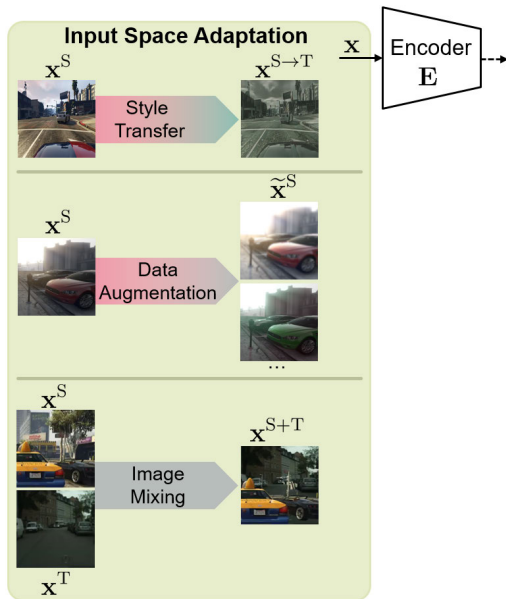 Input Space Adaptation
x^S
x^{S→T}
Style
Transfer
x^S
x̃^S
Data
Augmentation
...
x^S
x^{S+T}
Image
Mixing
x^T
x
Encoder
E